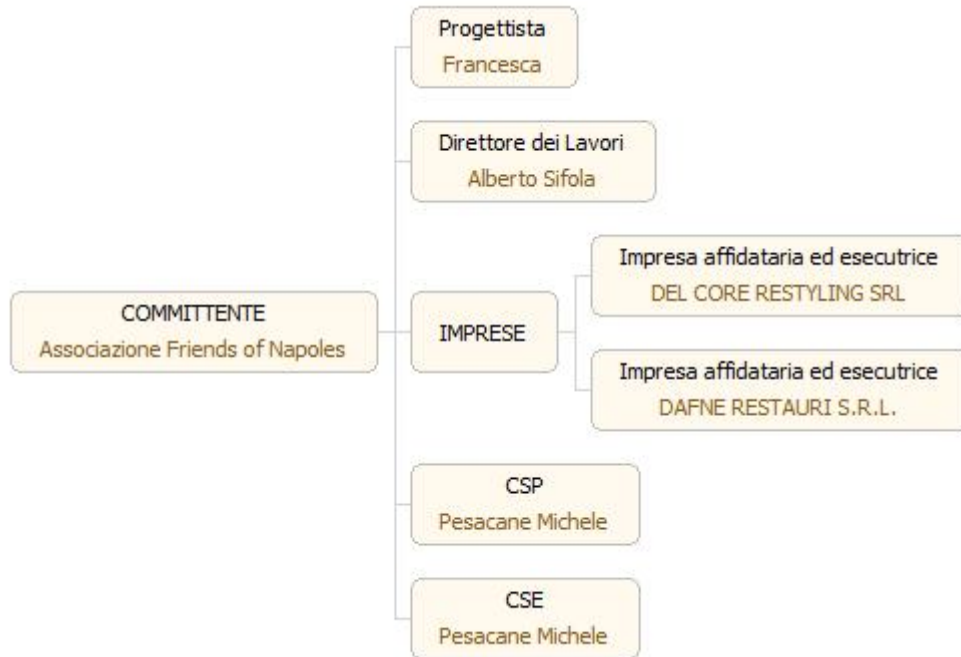 Progettista
Francesca
Direttore dei Lavori
Alberto Sifola
COMMITTENTE
Associazione Friends of Napoles
IMPRESE
Impresa affidataria ed esecutrice
DEL CORE RESTYLING SRL
Impresa affidataria ed esecutrice
DAFNE RESTAURI S.R.L.
CSP
Pesacane Michele
CSE
Pesacane Michele